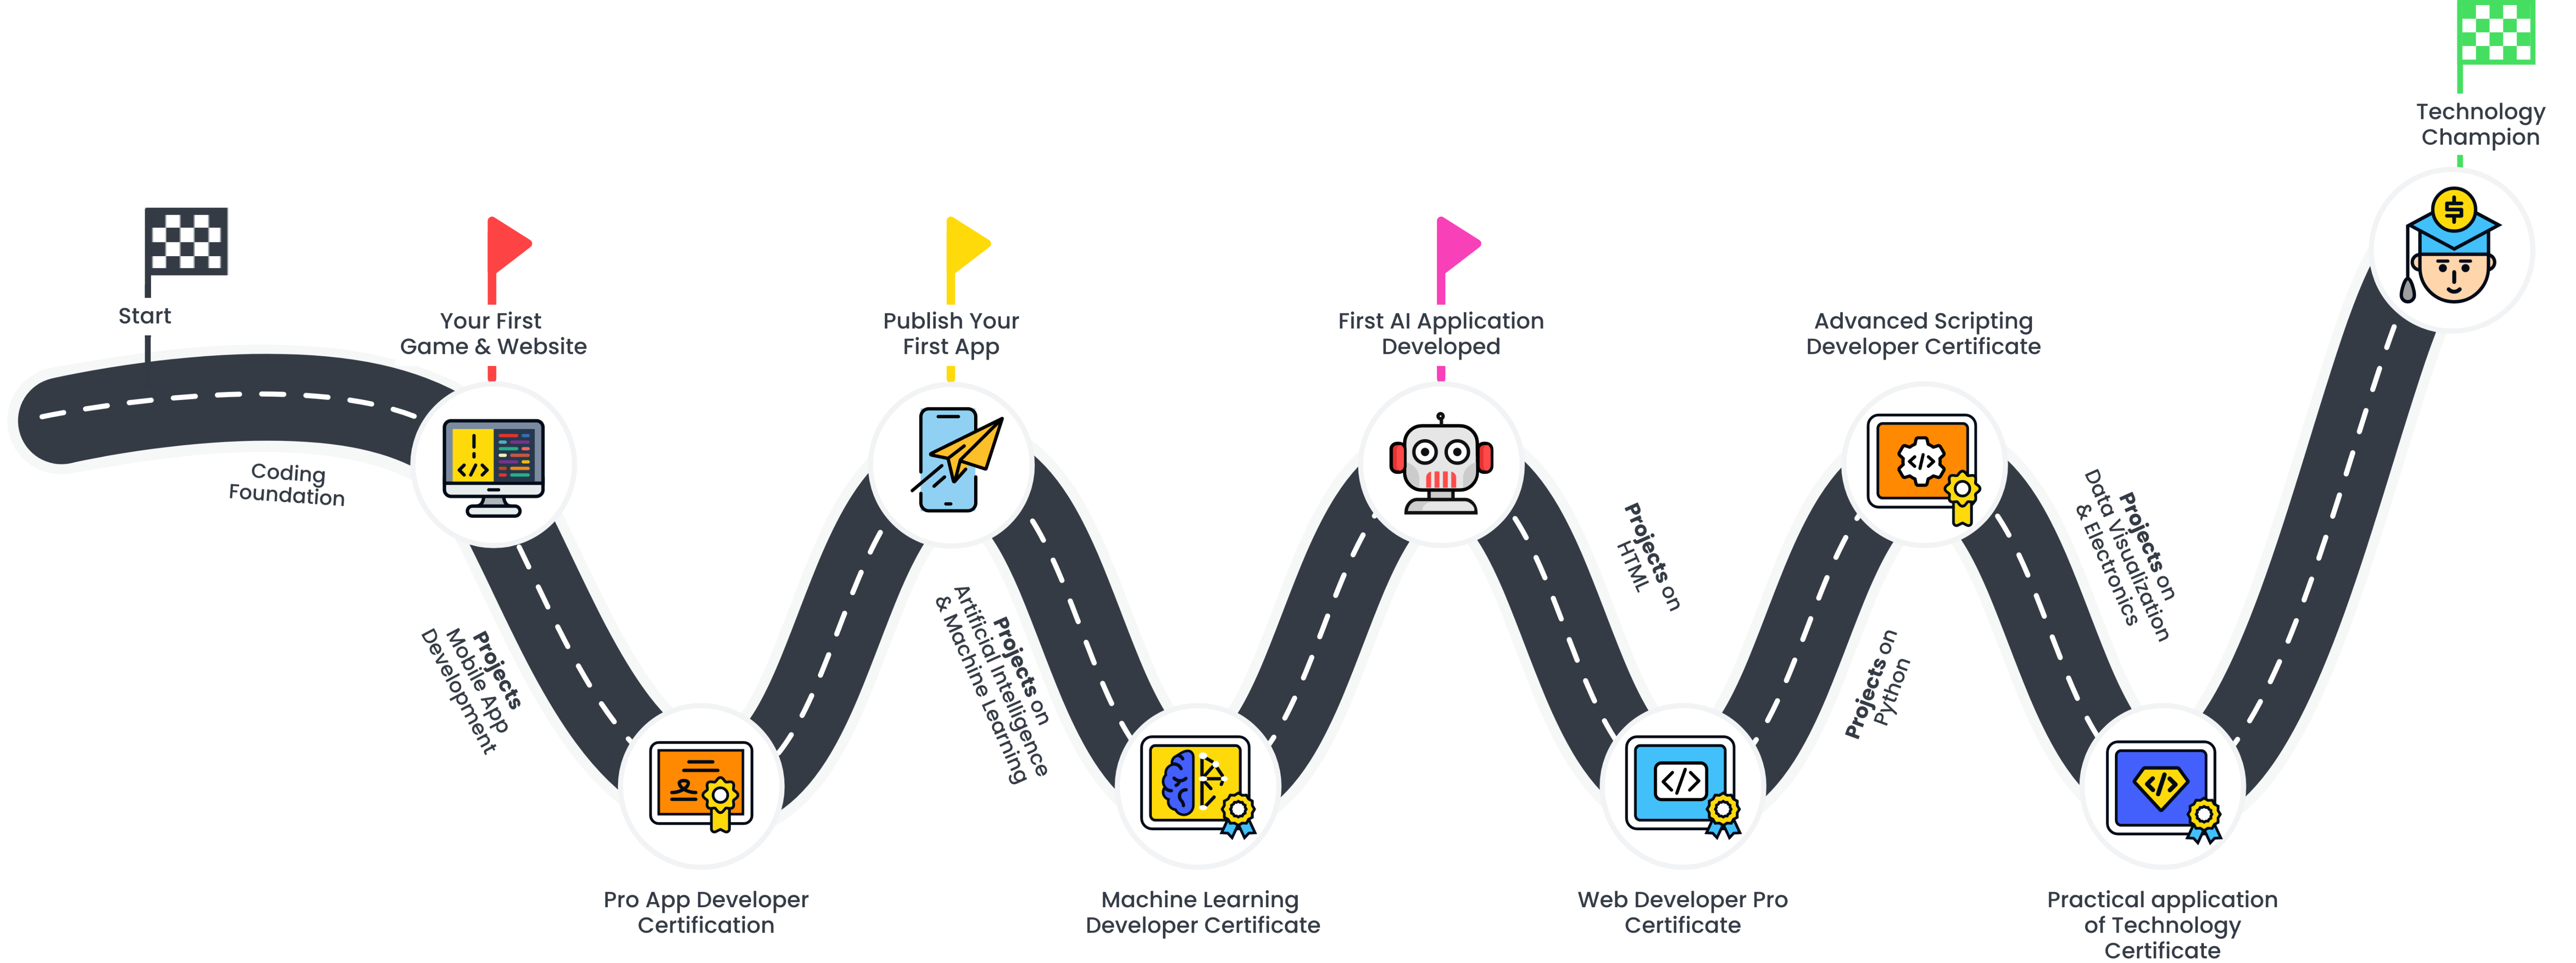 Start
Coding
Foundation
Your First
Game & Website
Projects
Mobile App
Development
Pro App Developer
Certification
Publish Your
First App
Projects on
Artificial Intelligence
& Machine Learning
Machine Learning
Developer Certificate
First AI Application
Developed
Projects on
HTML
Web Developer Pro
Certificate
Projects on
Python
Advanced Scripting
Developer Certificate
Projects on
Data Visualization
& Electronics
Practical application
of Technology
Certificate
Technology
Champion